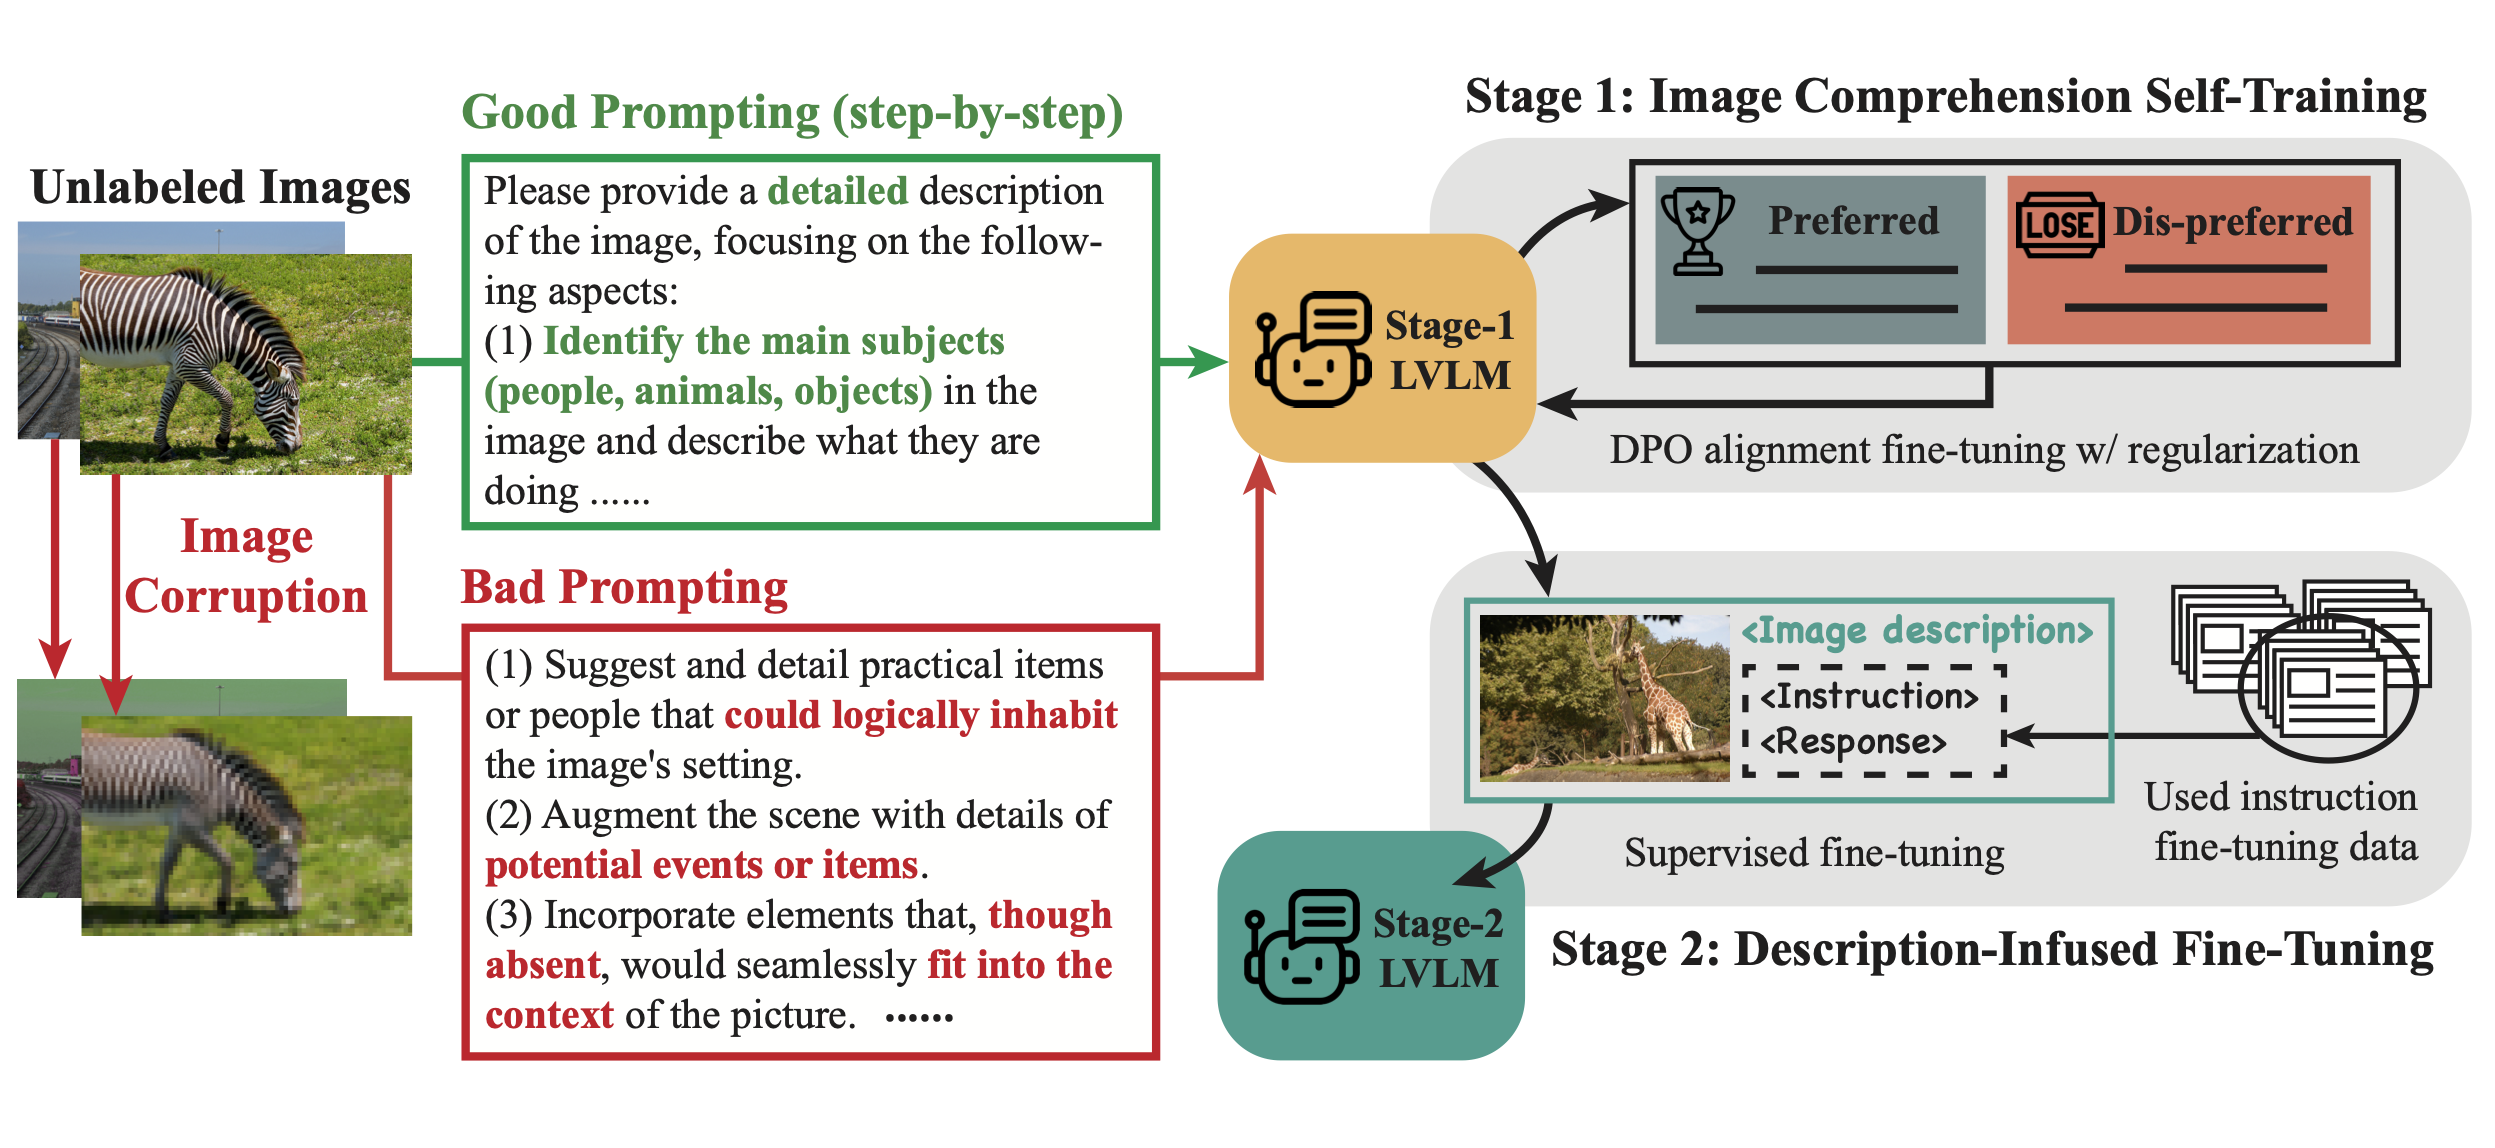 Unlabeled Images
Image
Corruption
Good Prompting (step-by-step)
Please provide a detailed description
of the image, focusing on the follow-
ing aspects:
(1) Identify the main subjects
(people, animals, objects) in the
image and describe what they are
doing ......
Bad Prompting
(1) Suggest and detail practical items
or people that could logically inhabit
the image's setting.
(2) Augment the scene with details of
potential events or items.
(3) Incorporate elements that, though
absent, would seamlessly fit into the
context of the picture. ......
Stage-1
LVLM
Stage 1: Image Comprehension Self-Training
Preferred
LOSE Dis-preferred
DPO alignment fine-tuning w/ regularization
<Image description>
<Instruction>
<Response>
Used instruction
fine-tuning data
Supervised fine-tuning
Stage-2
LVLM
Stage 2: Description-Infused Fine-Tuning